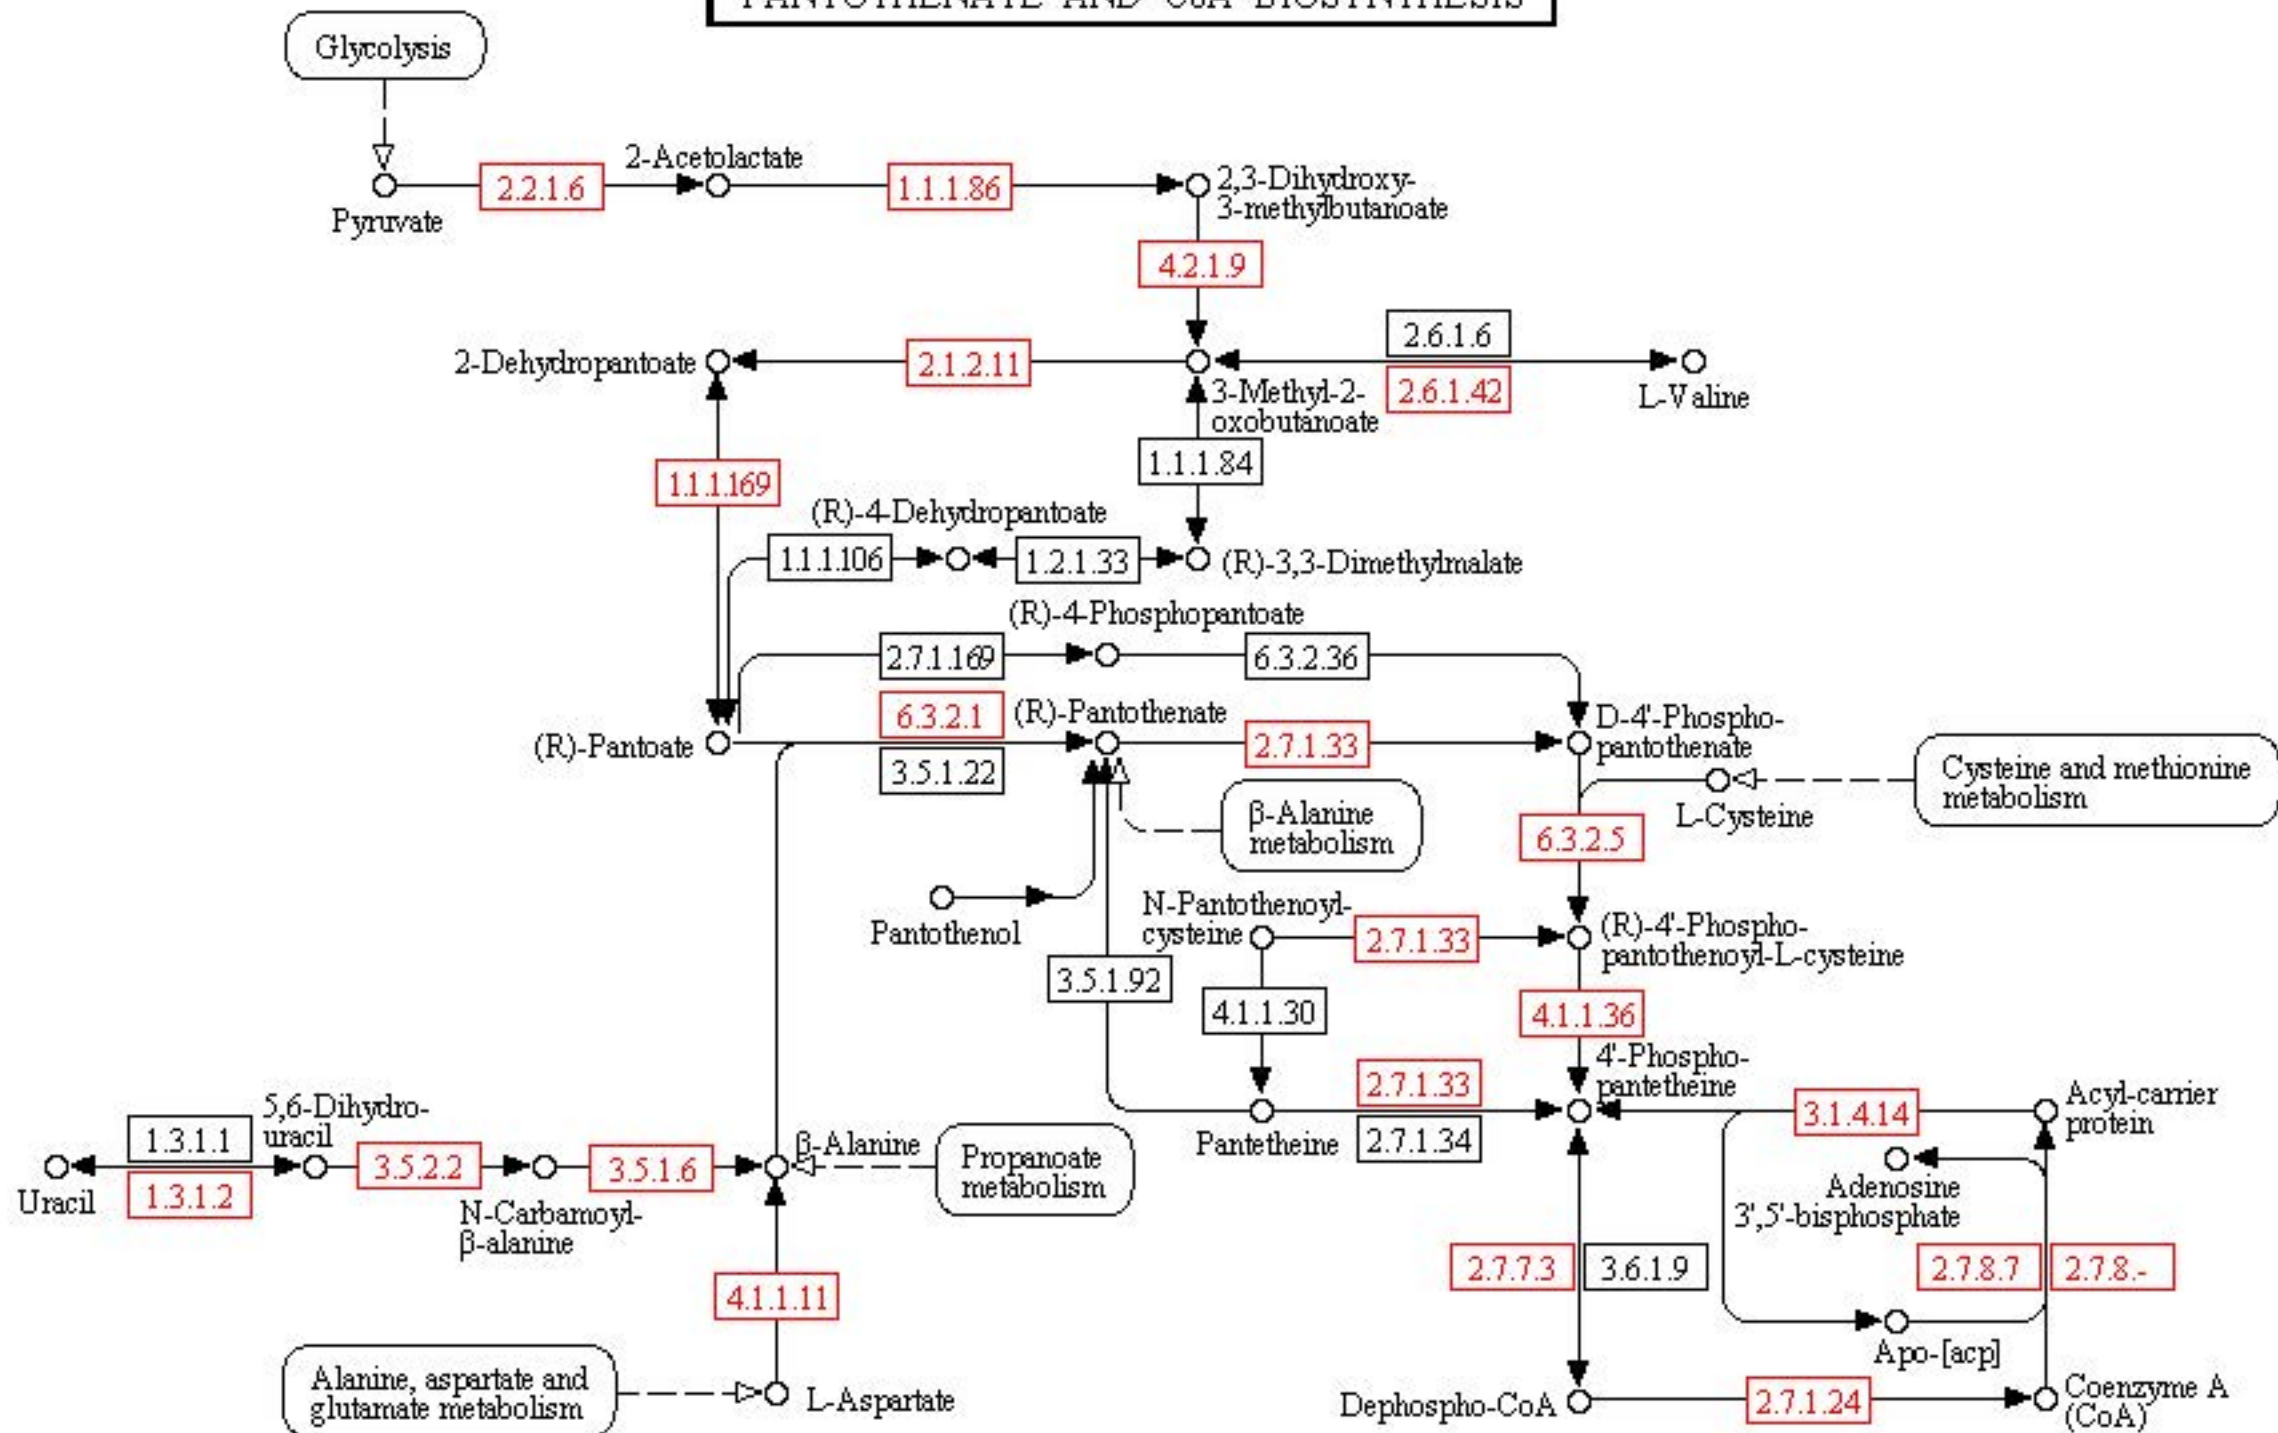 PANTOTHENATE AND CoA BIOSYNTHESIS
Glycolysis
2-Acetolactate
2.2.1.6
1.1.1.86
2,3-Dihydroxy-
3-methylbutanoate
Pyruvate
4.2.1.9
2.6.1.6
2-Dehydropantoate
2.1.2.11
3-Methyl-2-
oxobutanoate
2.6.1.42
L-Valine
1.1.1.84
1.1.1.169
(R)-4-Dehydropantoate
1.1.1.106
1.2.1.33
(R)-3,3-Dimethylmalate
(R)-4-Phosphopantoate
2.7.1.169
6.3.2.36
6.3.2.1
(R)-Pantothenate
D-4'-Phospho-
pantothenate
(R)-Pantoate
2.7.1.33
3.5.1.22
Cysteine and methionine
metabolism
β-Alanine
metabolism
L-Cysteine
6.3.2.5
Pantothenol
N-Pantothenoyl-
cysteine
2.7.1.33
(R)-4'-Phospho-
pantothenoyl-L-cysteine
3.5.1.92
4.1.1.30
4.1.1.36
4'-Phospho-
pantetheine
2.7.1.33
Pantetheine
2.7.1.34
3.1.4.14
Acyl-carrier
protein
5,6-Dihydro-
uracil
1.3.1.1
3.5.2.2
3.5.1.6
β-Alanine
Propanoate
metabolism
Uracil
1.3.1.2
N-Carbamoyl-
β-alanine
Adenosine
3',5'-bisphosphate
2.7.7.3
3.6.1.9
2.7.8.7
2.7.8.-
4.1.1.11
Apo-[acp]
Alanine, aspartate and
glutamate metabolism
L-Aspartate
Dephospho-CoA
2.7.1.24
Coenzyme A
(CoA)